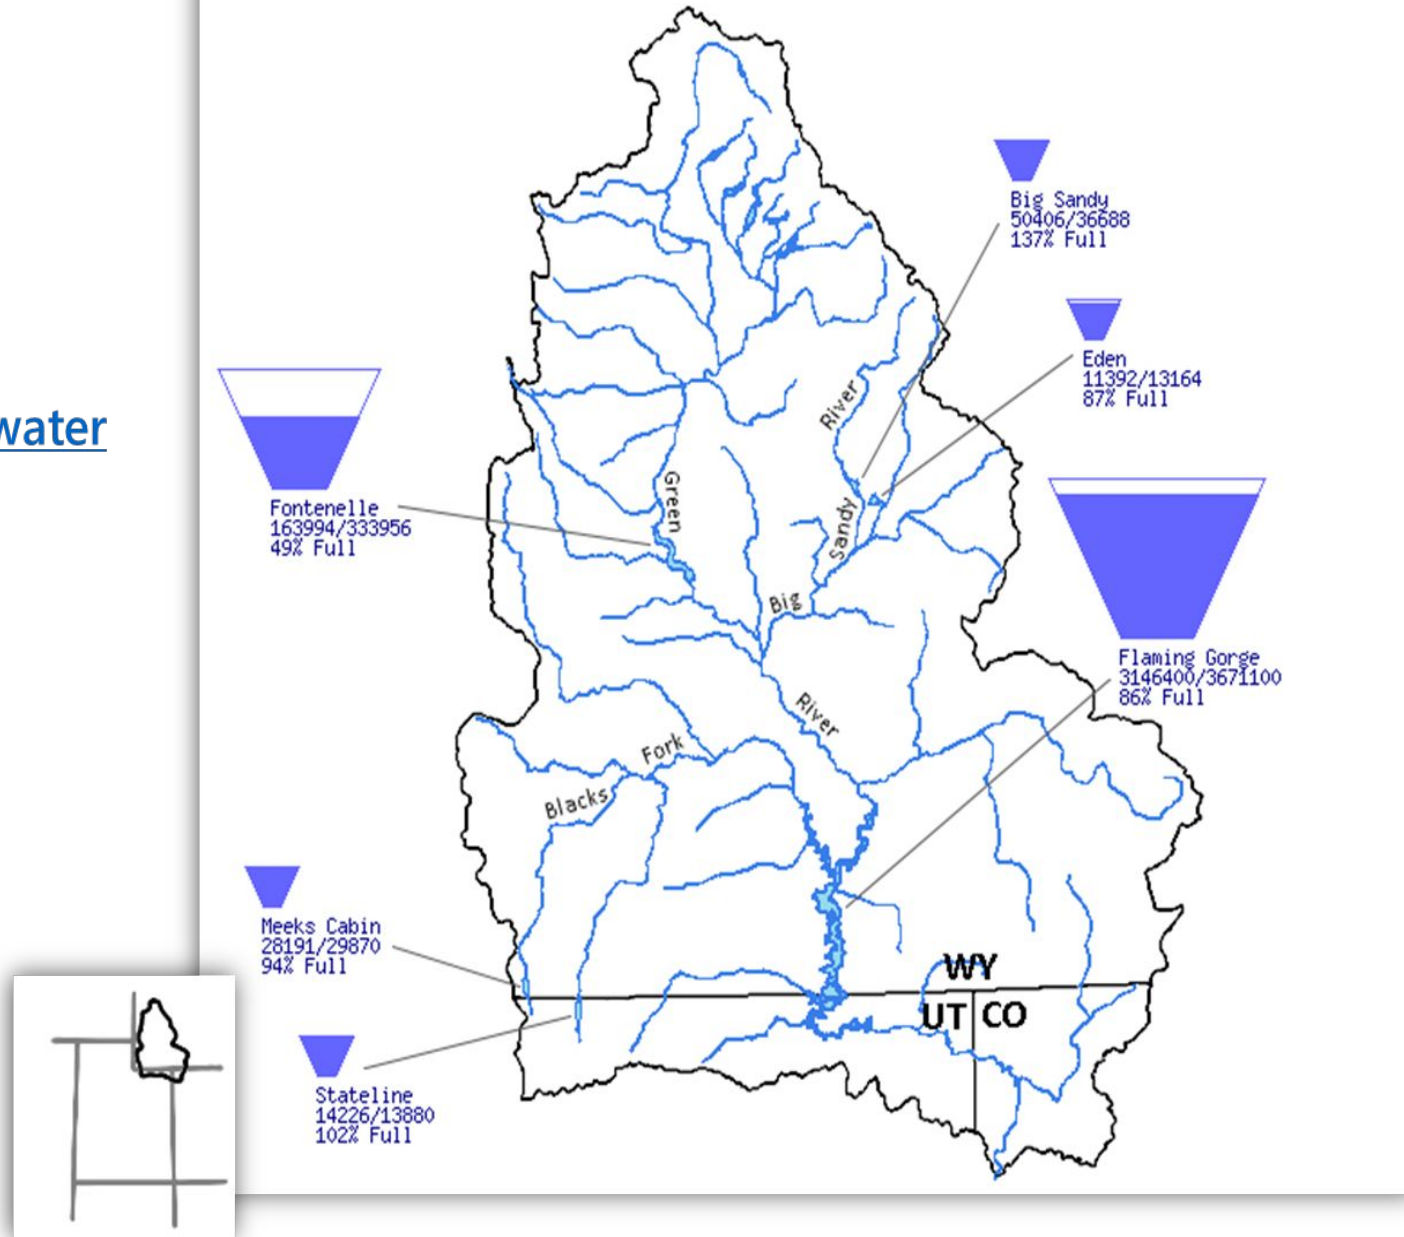 water
Big Sandy
50406/36688
137% Full
Eden
11392/13164
87% Full
Fontenelle
163994/333956
49% Full
Flaming Gorge
3146400/3671100
86% Full
Meeks Cabin
28191/29870
94% Full
Stateline
14226/13880
102% Full
River
Sandy
Big
Green
River
Fork
Blacks
WY
UT
CO